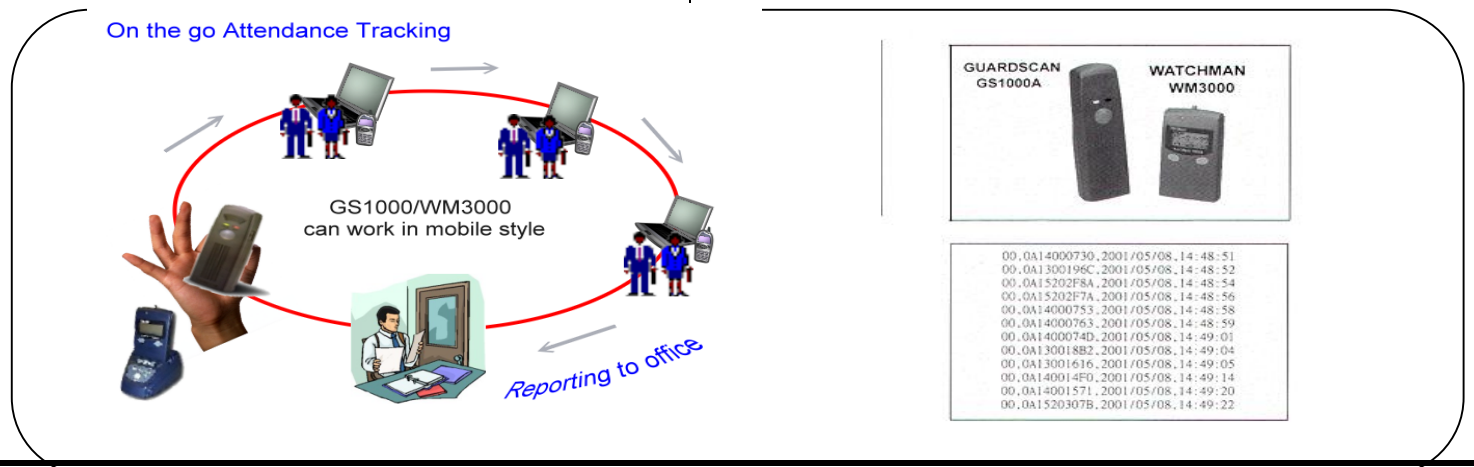 On the go Attendance Tracking
GS1000/WM3000
can work in mobile style
Reporting to office
GUARDSCAN
GS1000A
WATCHMAN
WM3000
00,0A14000730,2001/05/08,14:48:51
00,0A1300196C,2001/05/08,14:48:52
00,0A15202F8A,2001/05/08,14:48:54
00,0A15202F7A,2001/05/08,14:48:56
00,0A14000753,2001/05/08,14:48:58
00,0A14000763,2001/05/08,14:48:59
00,0A1400074D,2001/05/08,14:49:01
00,0A130018B2,2001/05/08,14:49:04
00,0A13001616,2001/05/08,14:49:05
00,0A140014F0,2001/05/08,14:49:14
00,0A14001571,2001/05/08,14:49:20
00,0A1520307B,2001/05/08,14:49:22